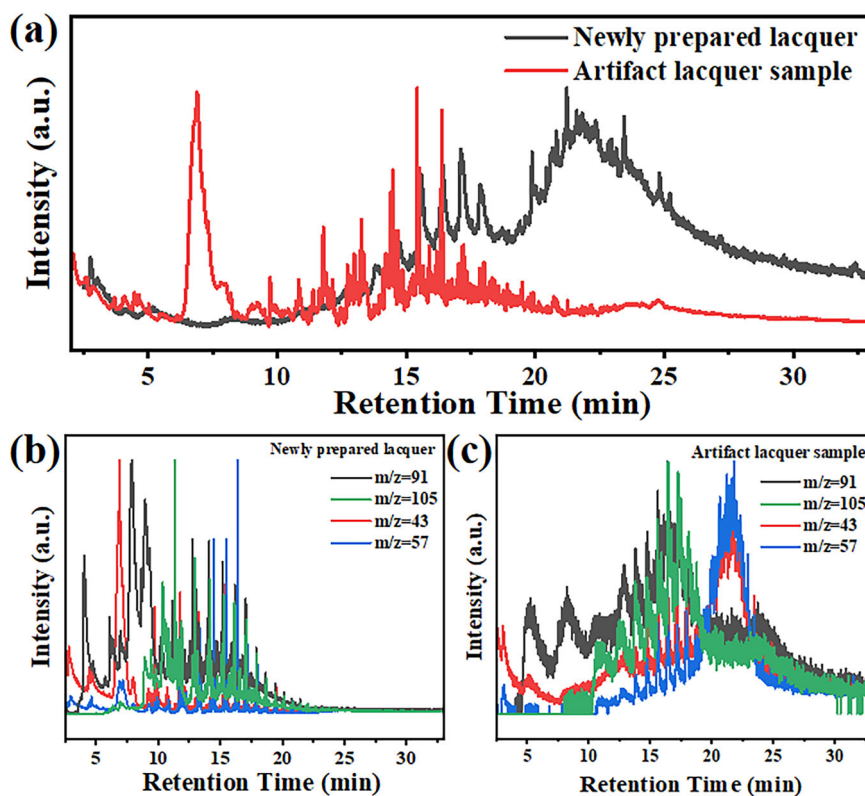 (a)
Newly prepared lacquer
Artifact lacquer sample
Intensity (a.u.)
5 10 15 20 25 30
Retention Time (min)
(b)
Newly prepared lacquer
m/z=91
m/z=105
m/z=43
m/z=57
Intensity (a.u.)
5 10 15 20 25 30
Retention Time (min)
(c)
Artifact lacquer sample
m/z=91
m/z=105
m/z=43
m/z=57
Intensity (a.u.)
5 10 15 20 25 30
Retention Time (min)